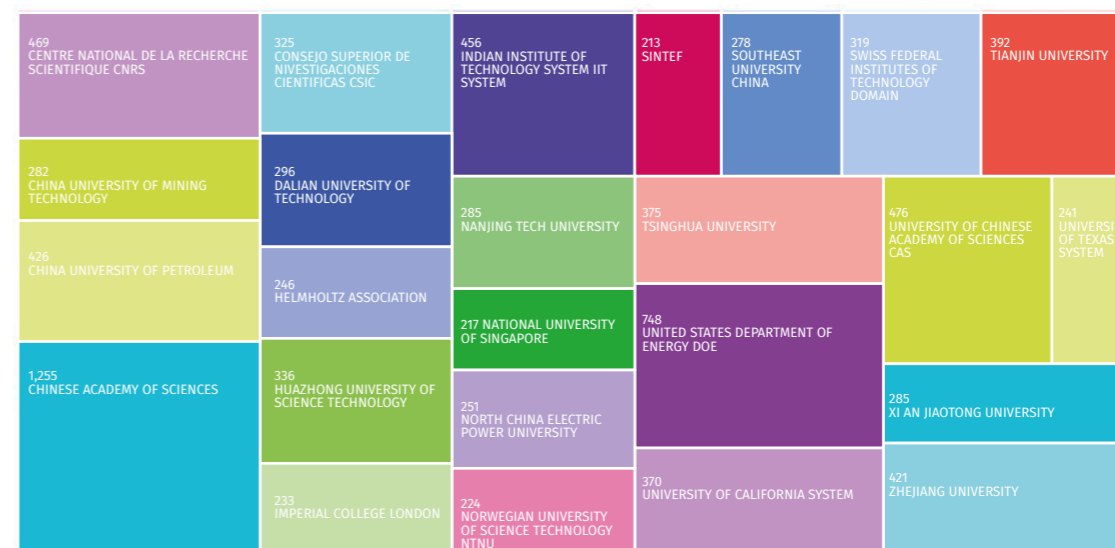 469
CENTRE NATIONAL DE LA RECHERCHE
SCIENTIFIQUE CNRS
282
CHINA UNIVERSITY OF MINING
TECHNOLOGY
426
CHINA UNIVERSITY OF PETROLEUM
1,255
CHINESE ACADEMY OF SCIENCES
325
CONSEJO SUPERIOR DE
NIVESTIGACIONES
CIENTIFICAS CSIC
296
DALIAN UNIVERSITY OF
TECHNOLOGY
246
HELMHOLTZ ASSOCIATION
336
HUAZHONG UNIVERSITY OF
SCIENCE TECHNOLOGY
233
IMPERIAL COLLEGE LONDON
456
INDIAN INSTITUTE OF
TECHNOLOGY SYSTEM IIT
SYSTEM
285
NANJING TECH UNIVERSITY
217 NATIONAL UNIVERSITY
OF SINGAPORE
251
NORTH CHINA ELECTRIC
POWER UNIVERSITY
224
NORWEGIAN UNIVERSITY
OF SCIENCE TECHNOLOGY
NTNU
213
SINTEF
278
SOUTHEAST
UNIVERSITY
CHINA
319
SWISS FEDERAL
INSTITUTES OF
TECHNOLOGY
DOMAIN
392
TIANJIN UNIVERSITY
375
TSINGHUA UNIVERSITY
748
UNITED STATES DEPARTMENT OF
ENERGY DOE
370
UNIVERSITY OF CALIFORNIA SYSTEM
476
UNIVERSITY OF CHINESE
ACADEMY OF SCIENCES
CAS
241
UNIVERSI
OF TEXAS
SYSTEM
285
XI AN JIAOTONG UNIVERSITY
421
ZHEJIANG UNIVERSITY